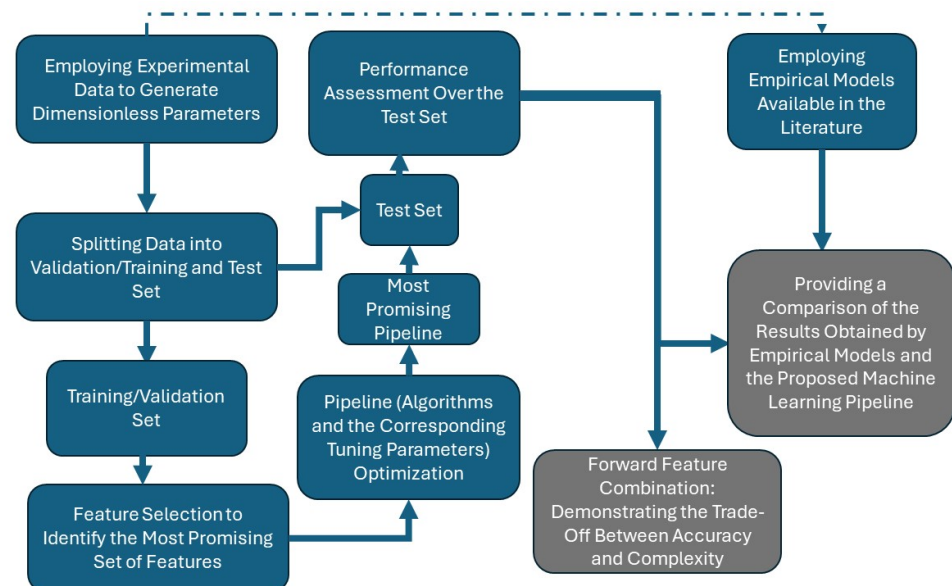 Employing Experimental
Data to Generate
Dimensionless Parameters
Splitting Data into
Validation/Training and Test
Set
Training/Validation
Set
Feature Selection to
Identify the Most Promising
Set of Features
Pipeline (Algorithms
and the Corresponding
Tuning Parameters)
Optimization
Most
Promising
Pipeline
Test Set
Performance
Assessment Over the
Test Set
Employing
Empirical Models
Available in the
Literature
Providing a
Comparison of the
Results Obtained by
Empirical Models and
the Proposed Machine
Learning Pipeline
Forward Feature
Combination:
Demonstrating the Trade-
Off Between Accuracy
and Complexity